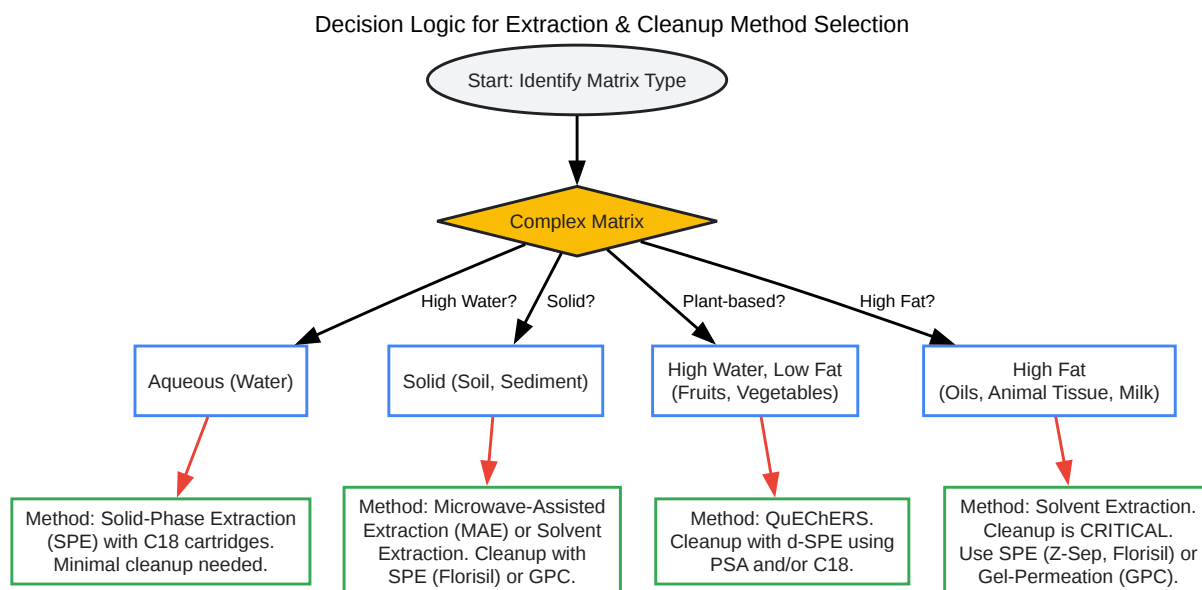 Decision Logic for Extraction & Cleanup Method Selection
Start: Identify Matrix Type
Complex Matrix
High Water?
Solid?
Plant-based?
High Fat?
Aqueous (Water)
Solid (Soil, Sediment)
High Water, Low Fat
(Fruits, Vegetables)
High Fat
(Oils, Animal Tissue, Milk)
Method: Solid-Phase Extraction
(SPE) with C18 cartridges.
Minimal cleanup needed.
Method: Microwave-Assisted
Extraction (MAE) or Solvent
Extraction. Cleanup with
SPE (Florisil) or GPC.
Method: QuEChERS.
Cleanup with d-SPE using
PSA and/or C18.
Method: Solvent Extraction.
Cleanup is CRITICAL.
Use SPE (Z-Sep, Florisil) or
Gel-Permeation (GPC).